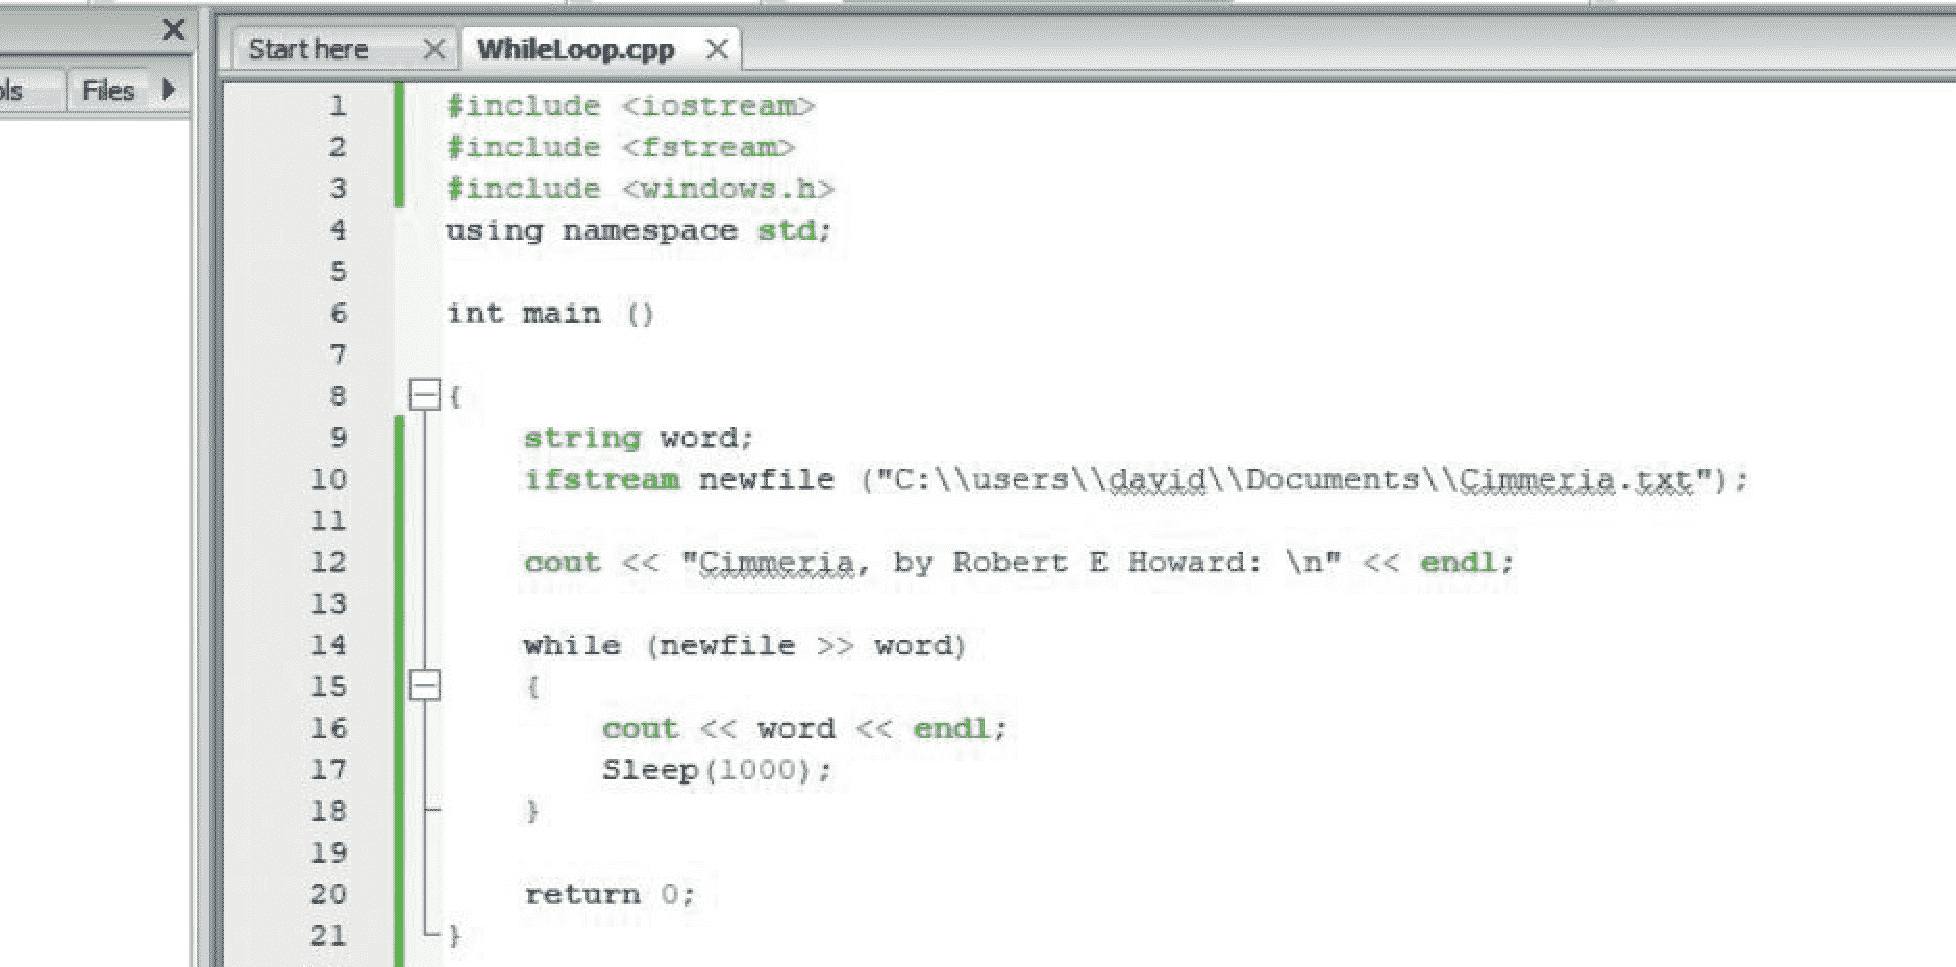 ols Files
Start here WhileLoop.cpp
1 #include <iostream>
2 #include <fstream>
3 #include <windows.h>
4 using namespace std;
5
6 int main ()
7
8 {
9 string word;
10 ifstream newfile ("C:\\users\\david\\Documents\\Cimmeria.txt");
11
12 cout << "Cimmeria, by Robert E Howard: \n" << endl;
13
14 while (newfile >> word)
15 {
16 cout << word << endl;
17 Sleep(1000);
18 }
19
20 return 0;
21 }